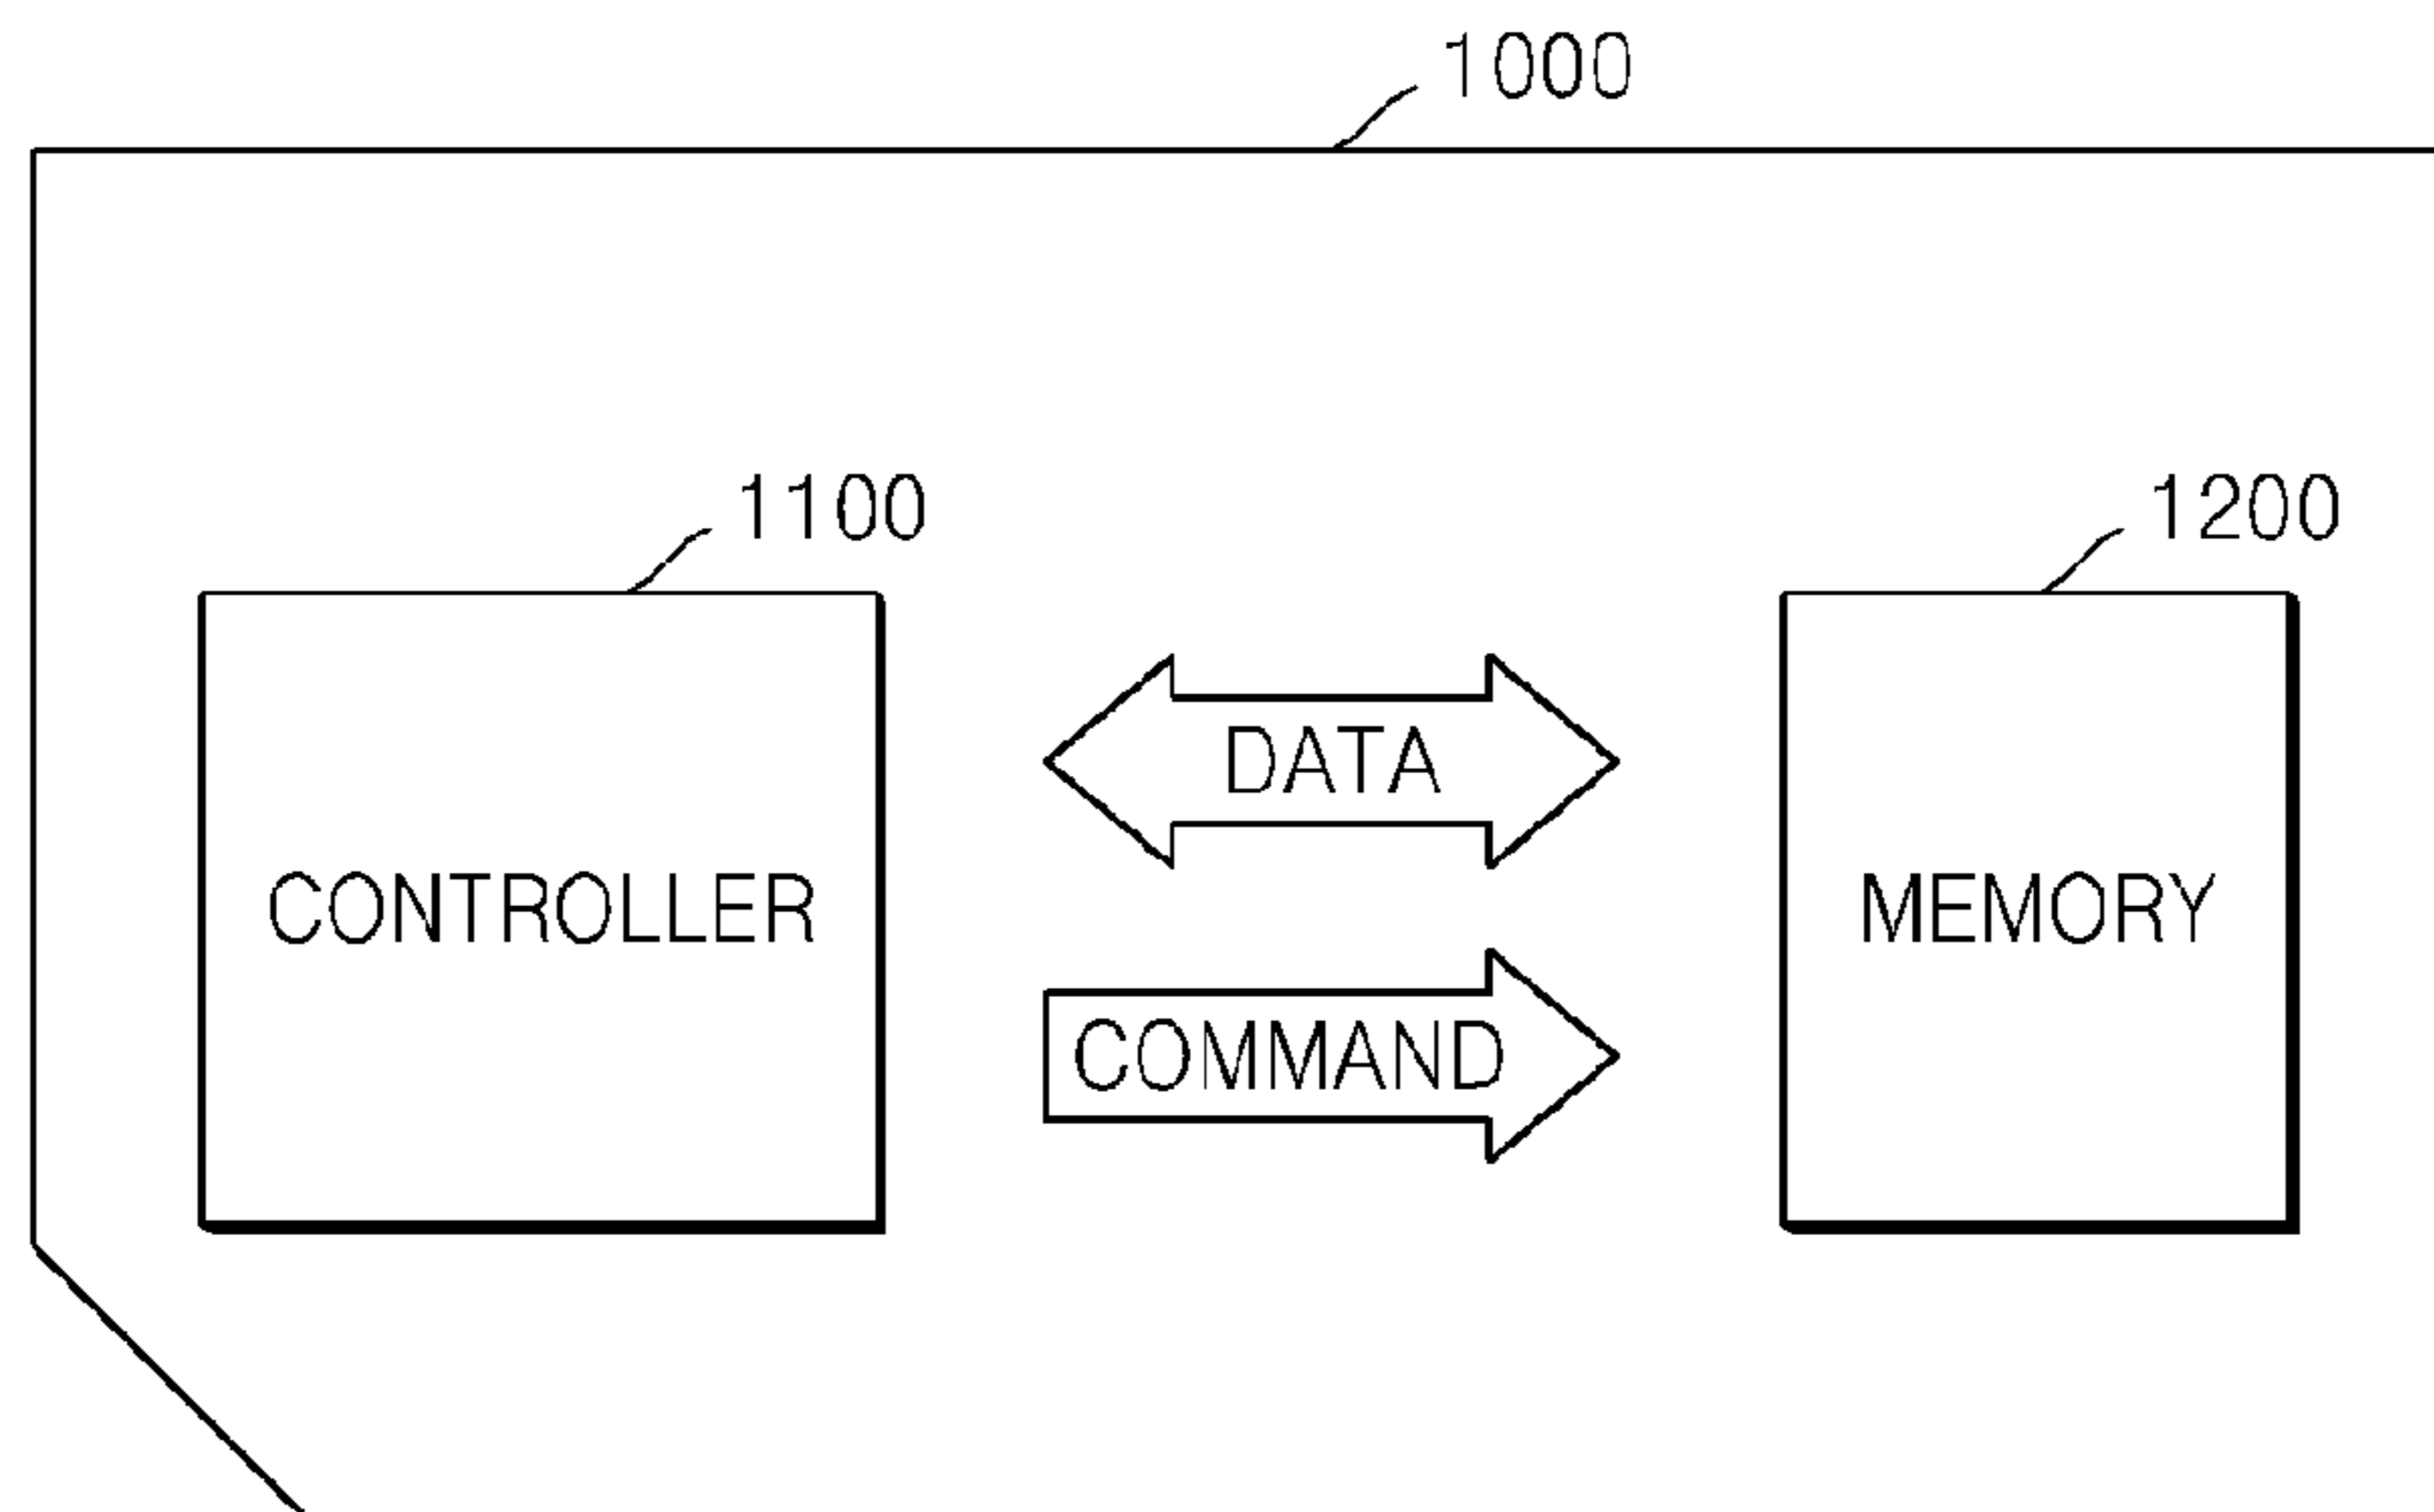 1000
1100
1200
DATA
CONTROLLER
MEMORY
COMMAND